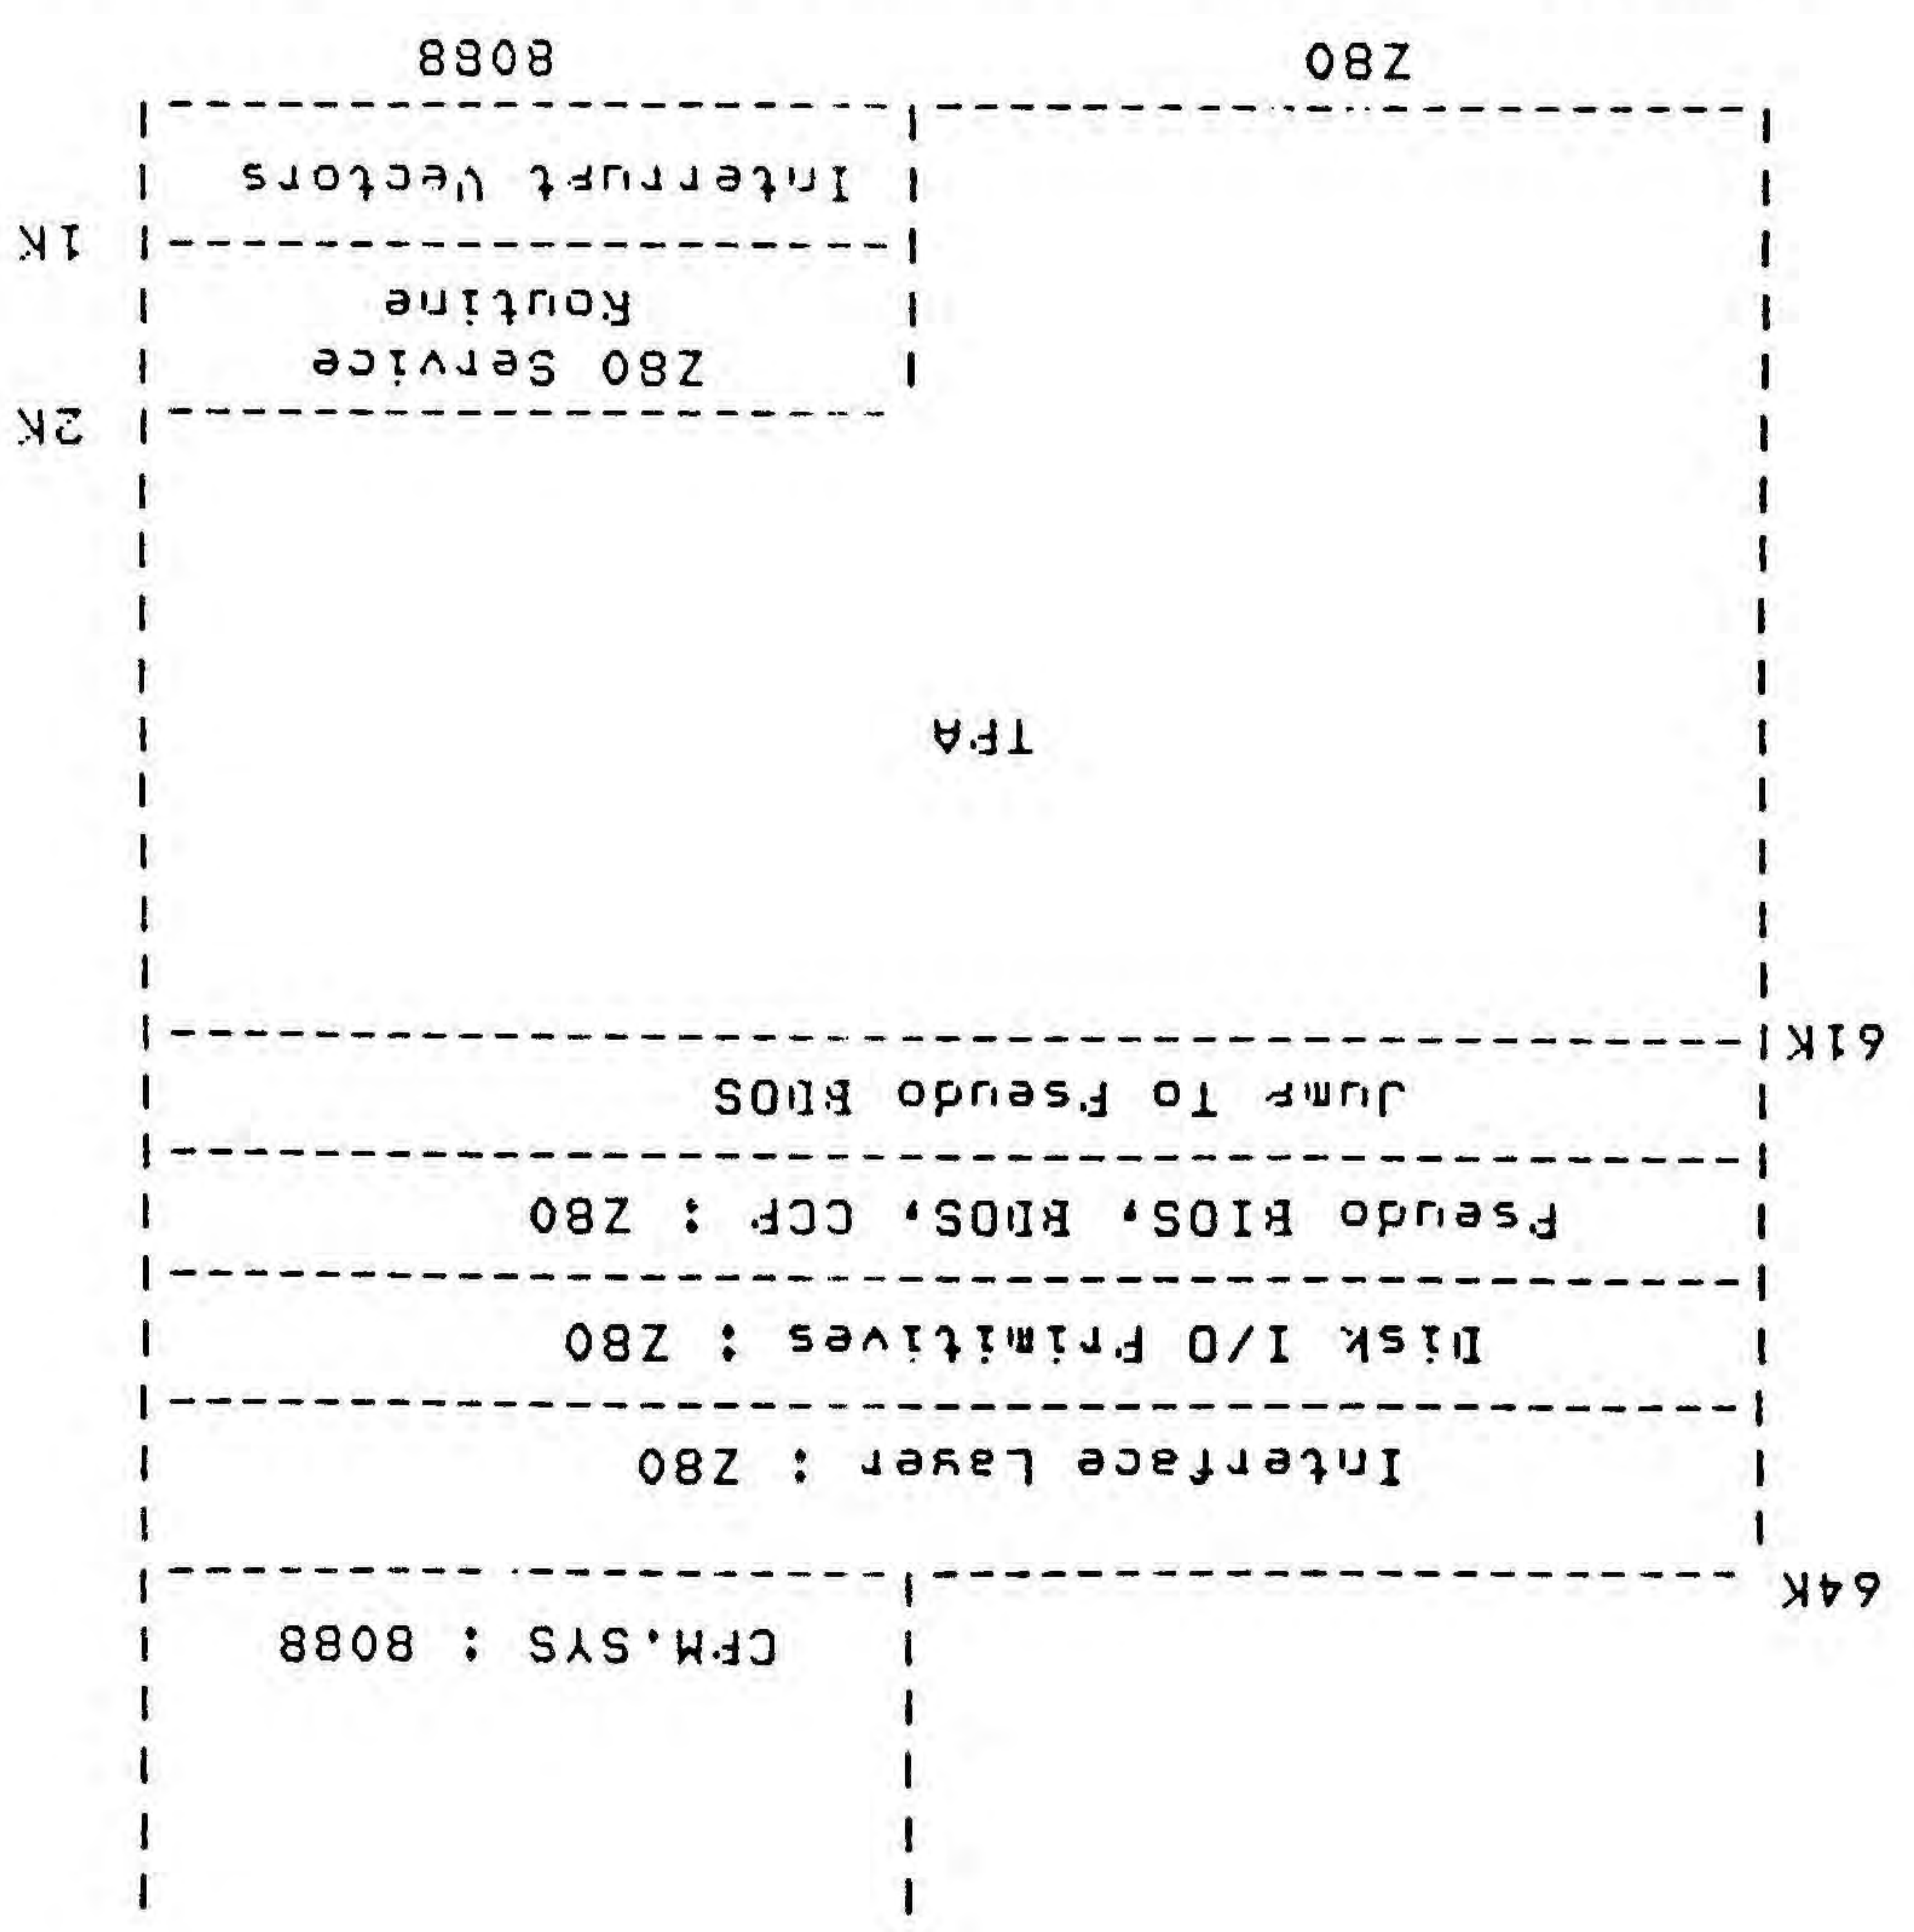 CPM.SYS : 8088
64K
Interface Layer : Z80
Disk I/O Primitives : Z80
Pseudo BIOS, BDOS, CCP : Z80
Jump To Pseudo BDOS
61K
TPA
2K
Z80 Service
Routine
1K
Interrupt Vectors
Z80
8088